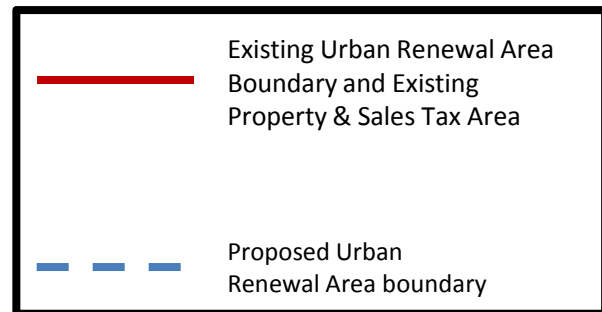 Existing Urban Renewal Area
Boundary and Existing
Property & Sales Tax Area
Proposed Urban
Renewal Area boundary